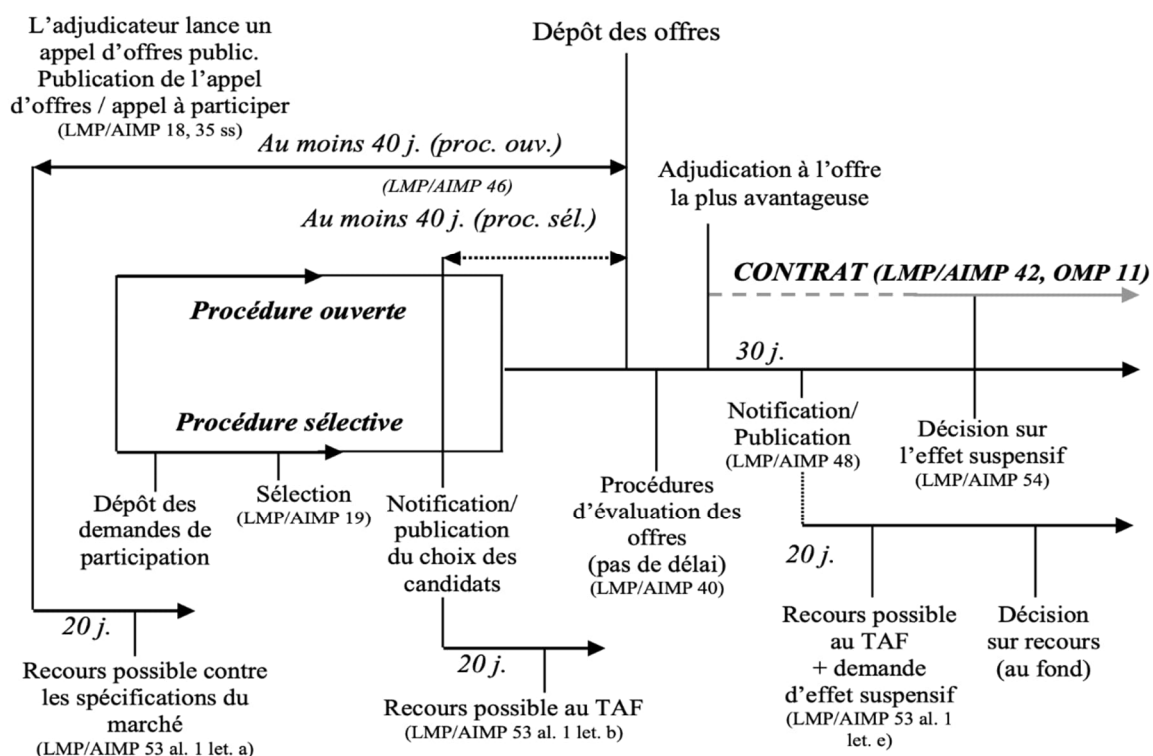 L’adjudicateur lance un
appel d’offres public.
Publication de l’appel
d’offres / appel à participer
(LMP/AIMP 18, 35 ss)
Dépôt des offres
Au moins 40 j. (proc. ouv.)
(LMP/AIMP 46)
Au moins 40 j. (proc. sél.)
Adjudication à l’offre
la plus avantageuse
CONTRAT (LMP/AIMP 42, OMP 11)
Procédure ouverte
30 j.
Procédure sélective
Dépôt des
demandes de
participation
Sélection
(LMP/AIMP 19)
Notification/
publication
du choix des
candidats
Procédures
d’évaluation des
offres
(pas de délai)
(LMP/AIMP 40)
Notification/
Publication
(LMP/AIMP 48)
Décision sur
l’effet suspensif
(LMP/AIMP 54)
20 j.
Recours possible contre
les spécifications du
marché
(LMP/AIMP 53 al. 1 let. a)
20 j.
Recours possible au TAF
(LMP/AIMP 53 al. 1 let. b)
20 j.
Recours possible
au TAF
+ demande
d’effet suspensif
(LMP/AIMP 53 al. 1
let. e)
Décision
sur recours
(au fond)